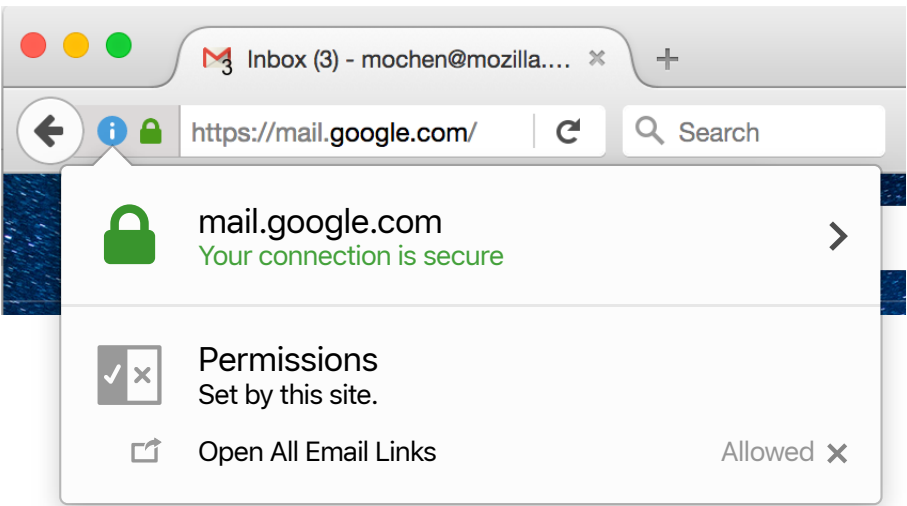 3
Inbox (3) - mochen@mozilla.... ×
https://mail.google.com/
Search
mail.google.com
Your connection is secure
Permissions
Set by this site.
Open All Email Links
Allowed